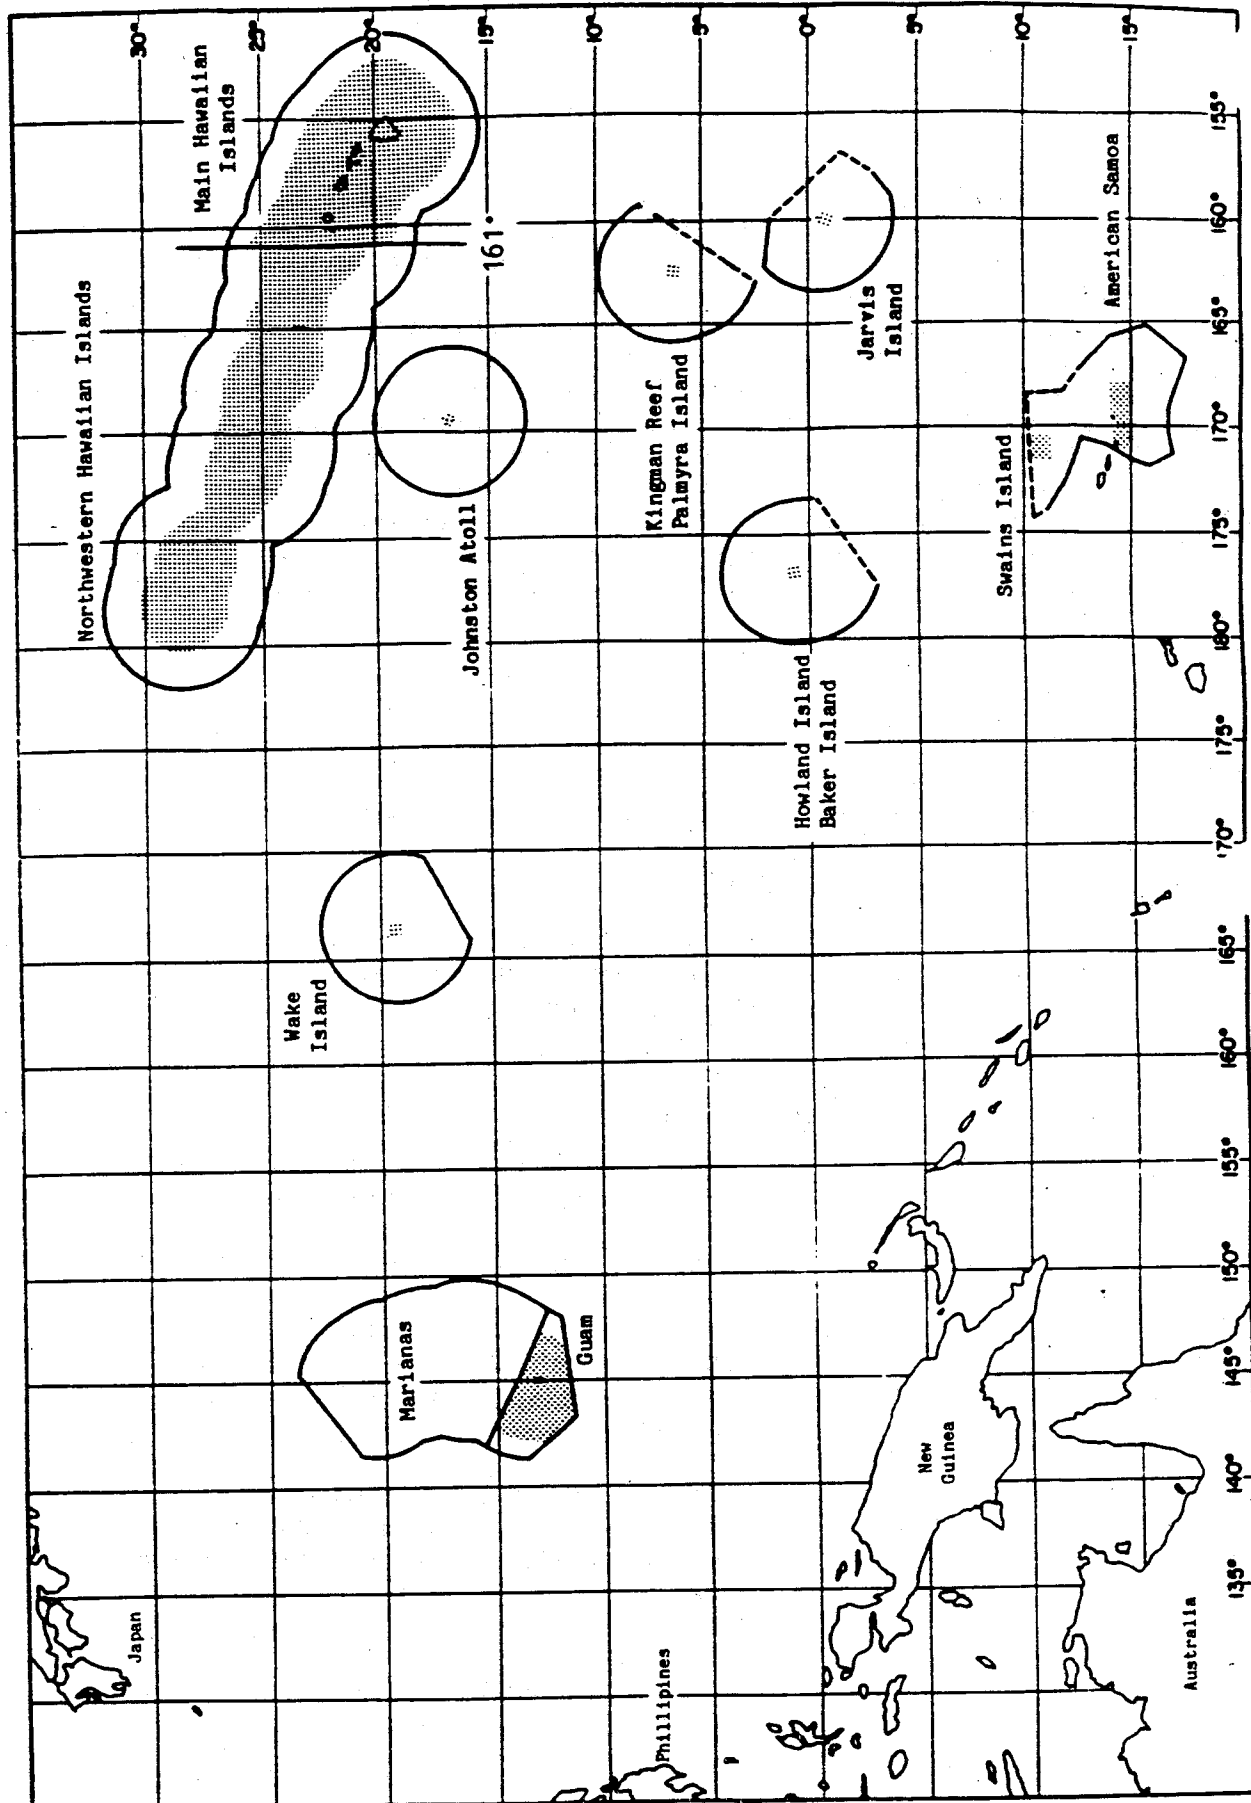 Japan
Phillipines
Marianas
Guam
Wake
Island
Northwestern Hawaiian Islands
Main Hawaiian
Islands
161°
Johnston Atoll
Kingman Reef
Palmyra Island
Howland Island
Baker Island
Jarvis
Island
Swains Island
American Samoa
New
Guinea
Australia
30°
25°
20°
15°
10°
5°
0°
5°
10°
15°
135°
140°
145°
150°
155°
160°
165°
170°
175°
180°
175°
170°
165°
160°
155°